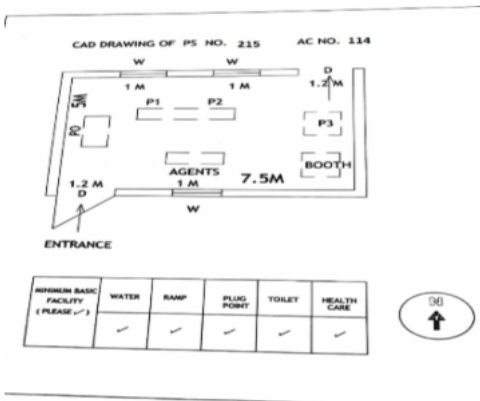 CAD DRAWING OF PS NO. 215 AC NO. 114
W W D
1 M 1 M 1.2 M
5M
P1 P2
PO
P3
AGENTS
BOOTH
1.2 M 1 M 7.5M
D
W
ENTRANCE
MINIMUM BASIC FACILITY (PLEASE ✓) WATER RAMP PLUG POINT TOILET HEALTH CARE
✓ ✓ ✓ ✓ ✓
N